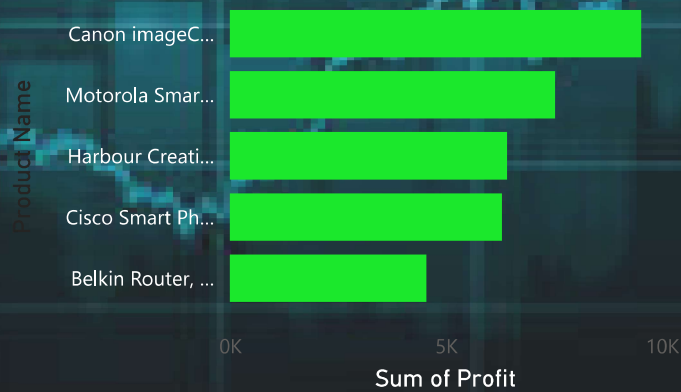 Product Name
Canon imageC...
Motorola Smar...
Harbour Creati...
Cisco Smart Ph...
Belkin Router, ...
0K
5K
10K
Sum of Profit